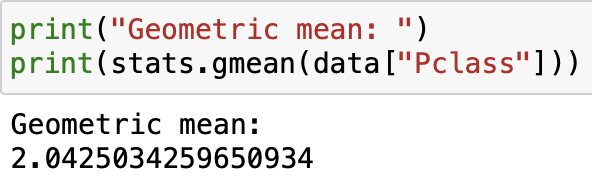 print("Geometric mean: ")
print(stats.gmean(data["Pclass"]))
Geometric mean:
2.0425034259650934